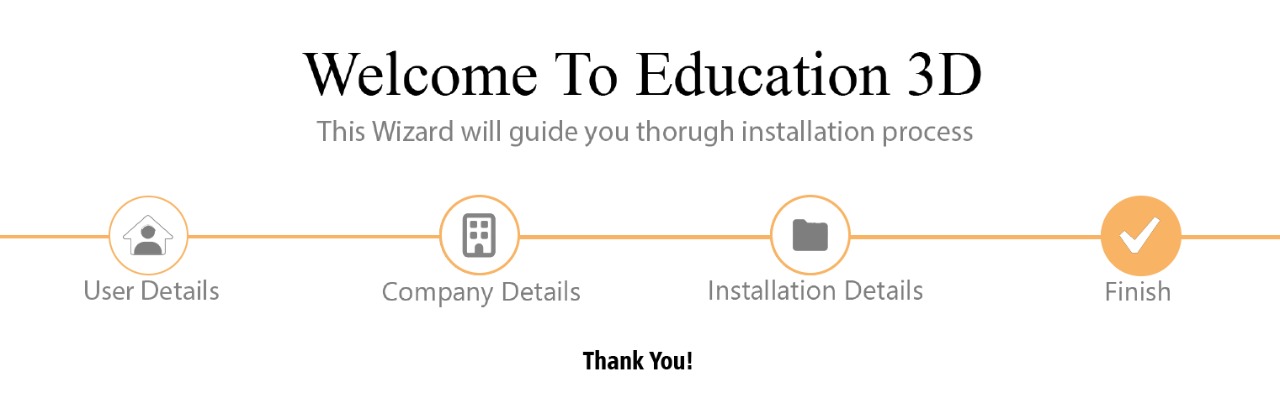 Welcome To Education 3D
This Wizard will guide you thorugh installation process
User Details
Company Details
Installation Details
Finish
Thank You!